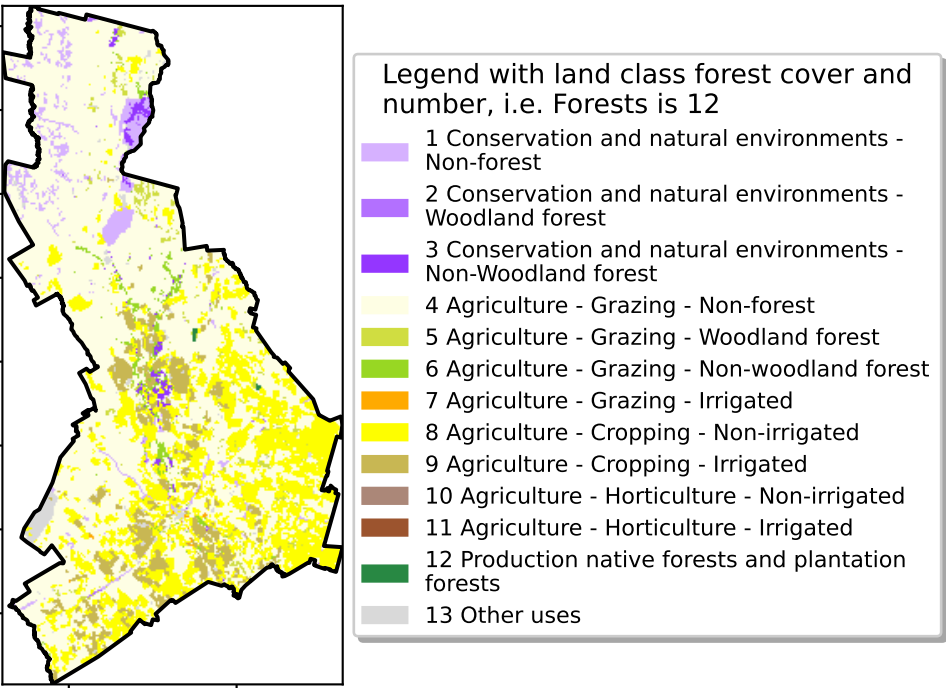 Legend with land class forest cover and
number, i.e. Forests is 12
1 Conservation and natural environments -
Non-forest
2 Conservation and natural environments -
Woodland forest
3 Conservation and natural environments -
Non-Woodland forest
4 Agriculture - Grazing - Non-forest
5 Agriculture - Grazing - Woodland forest
6 Agriculture - Grazing - Non-woodland forest
7 Agriculture - Grazing - Irrigated
8 Agriculture - Cropping - Non-irrigated
9 Agriculture - Cropping - Irrigated
10 Agriculture - Horticulture - Non-irrigated
11 Agriculture - Horticulture - Irrigated
12 Production native forests and plantation
forests
13 Other uses